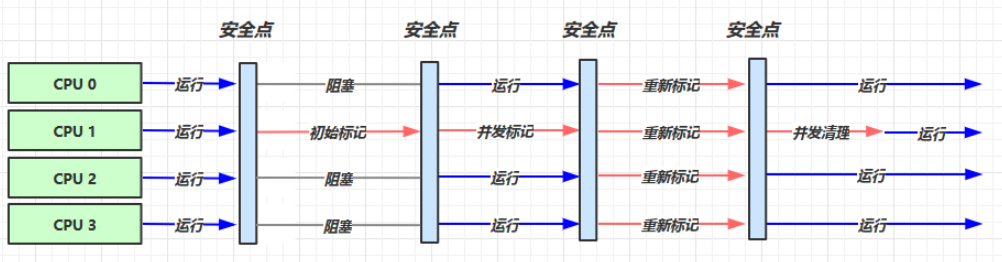 安全点 安全点 安全点 安全点
CPU 0 运行 阻塞 运行 重新标记 运行
CPU 1 运行 初始标记 并发标记 重新标记 并发清理 运行
CPU 2 运行 阻塞 运行 重新标记 运行
CPU 3 运行 阻塞 运行 重新标记 运行